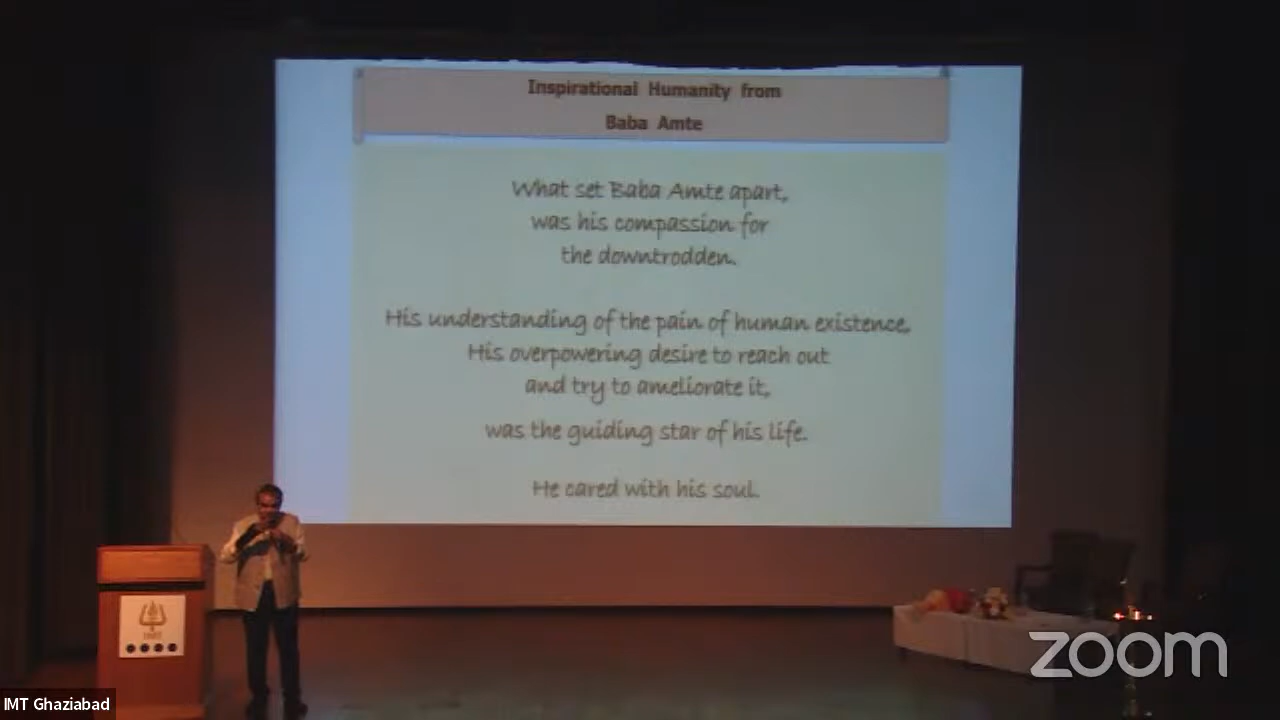 Inspirational Humanity from
Baba Amte
What set Baba Amte apart,
was his compassion for
the downtrodden.
His understanding of the pain of human existence,
His overpowering desire to reach out
and try to ameliorate it,
was the guiding star of his life.
He cared with his soul.
IMT
zoom
IMT Ghaziabad